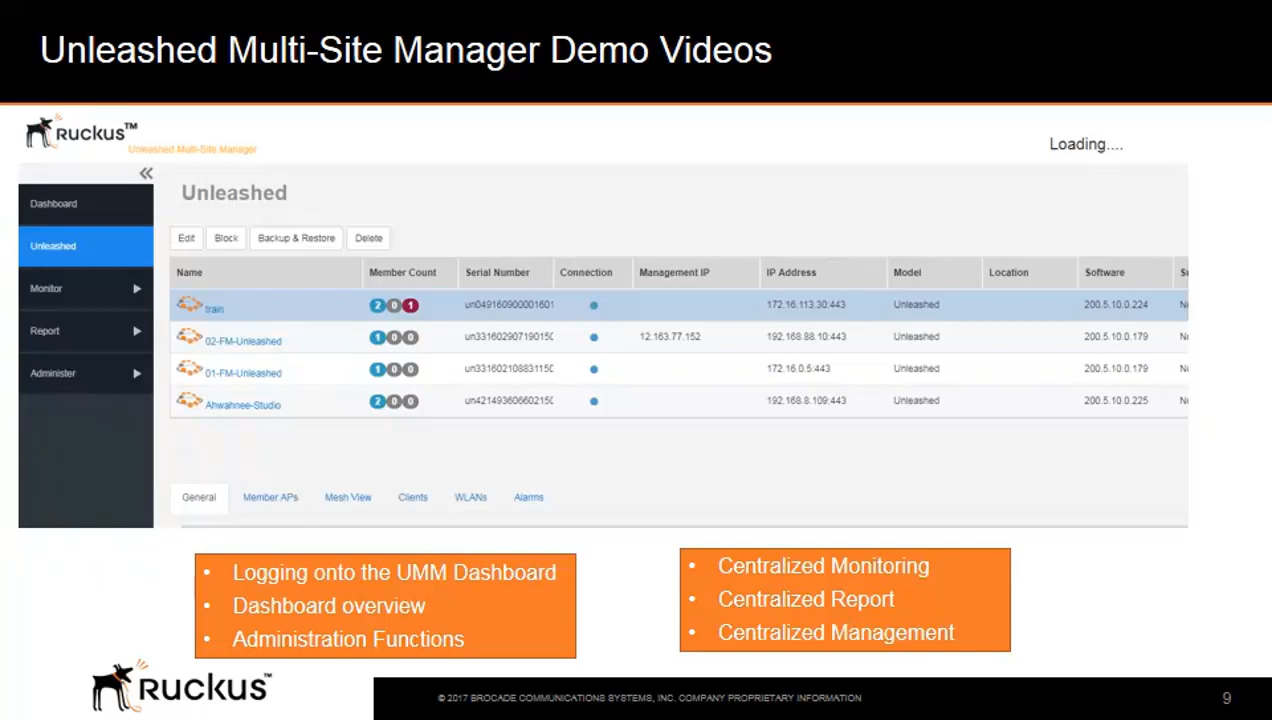 Unleashed Multi-Site Manager Demo Videos
RUCKUS™
Unleashed Multi-Site Manager
Loading....
Dashboard
Unleashed
Monitor
Report
Administer
Unleashed
Edit Block Backup & Restore Delete
Name Member Count Serial Number Connection Management IP IP Address Model Location Software
train 2 0 1 un049160900001601 172.16.113.30:443 Unleashed 200.5.10.0.224
02-FM-Unleashed 1 0 0 un33160290719015 12.163.77.152 192.168.88.10:443 Unleashed 200.5.10.0.179
01-FM-Unleashed 1 0 0 un33160210883115 172.16.0.5:443 Unleashed 200.5.10.0.179
Ahwahnee-Studio 2 0 0 un42149360660215 192.168.8.109:443 Unleashed 200.5.10.0.225
General Member APs Mesh View Clients WLANs Alarms
• Logging onto the UMM Dashboard
• Dashboard overview
• Administration Functions
• Centralized Monitoring
• Centralized Report
• Centralized Management
RUCKUS™
© 2017 BROCADE COMMUNICATIONS SYSTEMS, INC. COMPANY PROPRIETARY INFORMATION
9